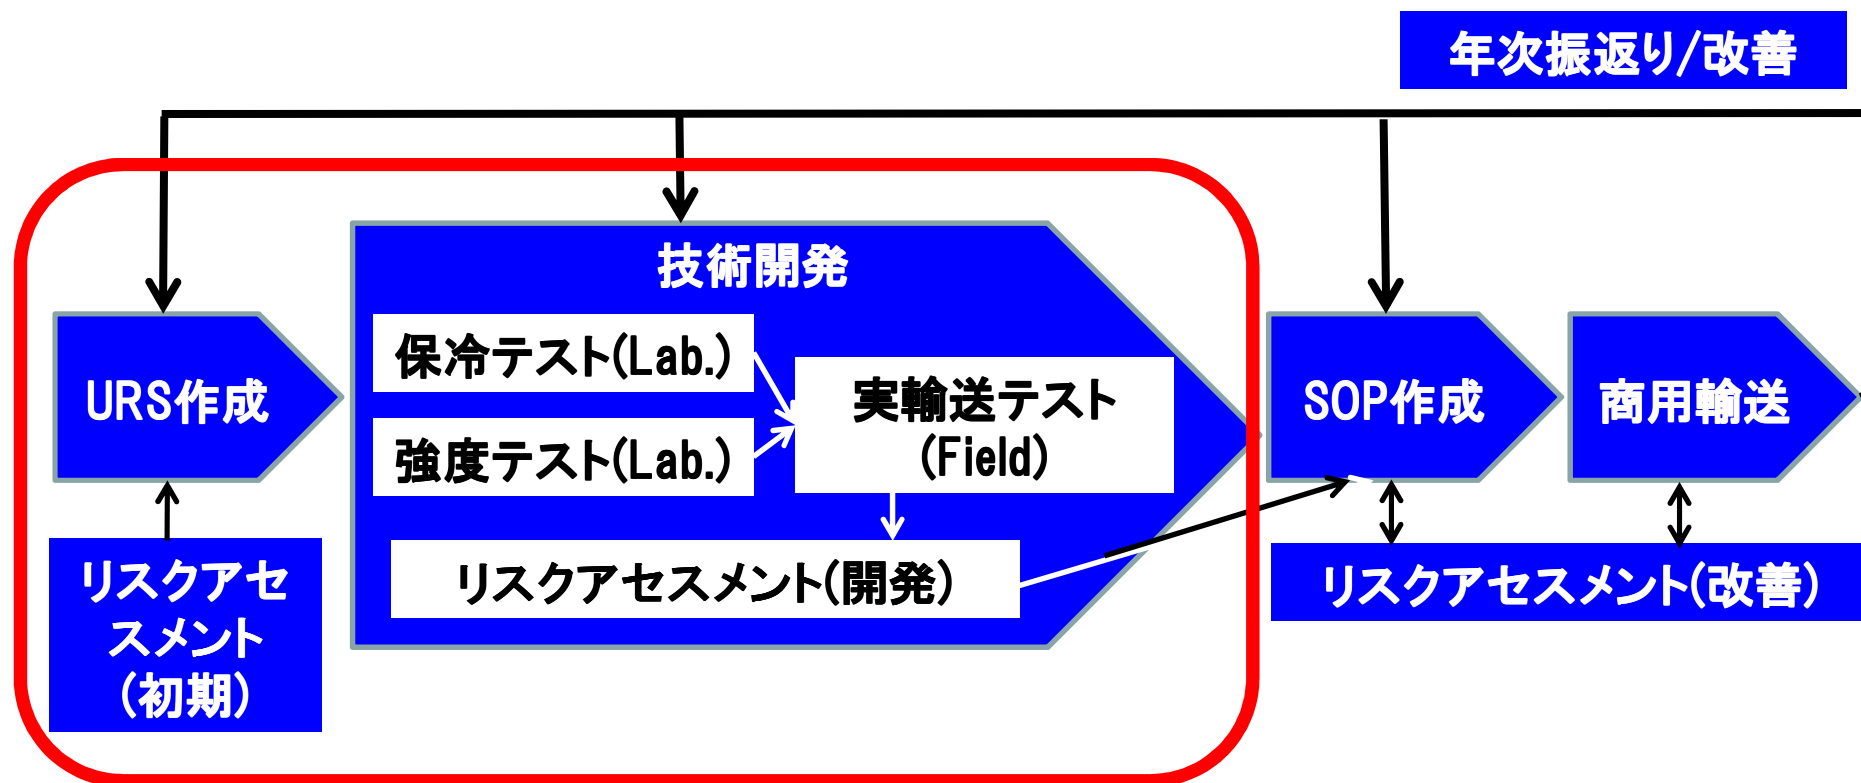 年次振返り/改善
技術開発
保冷テスト(Lab.)
強度テスト(Lab.)
実輸送テスト
(Field)
リスクアセスメント(開発)
URS作成
リスクアセ
スメント
(初期)
SOP作成
商用輸送
リスクアセスメント(改善)